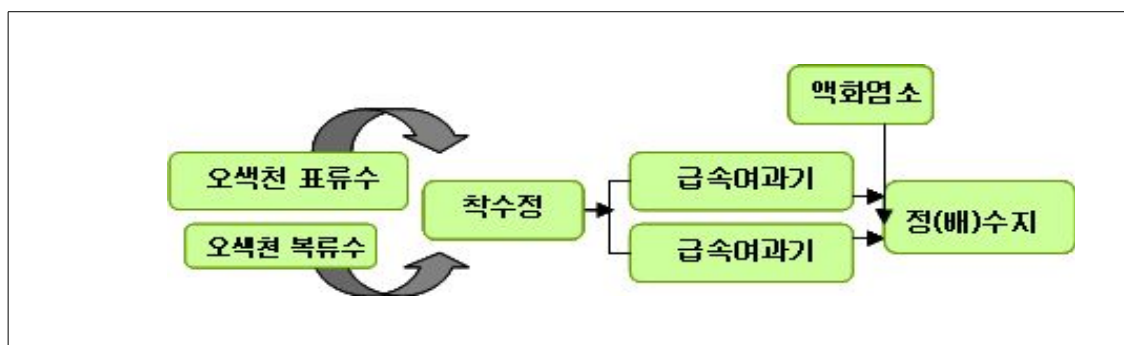 액화염소
오색천 표류수
급속여과기
착수정
정(배)수지
오색천 복류수
급속여과기